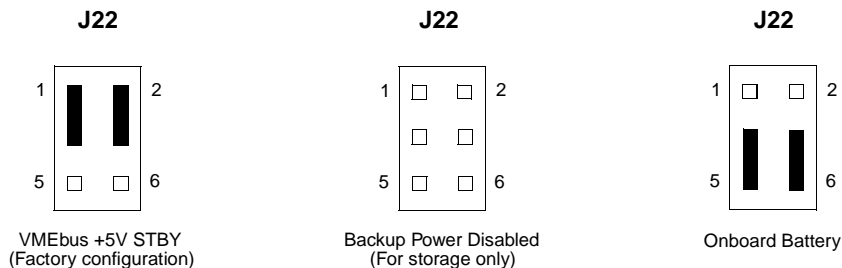 J22 J22 J22
1 2 1 2 1 2
5 6 5 6 5 6
VMEbus +5V STBY Backup Power Disabled Onboard Battery
(Factory configuration) (For storage only)